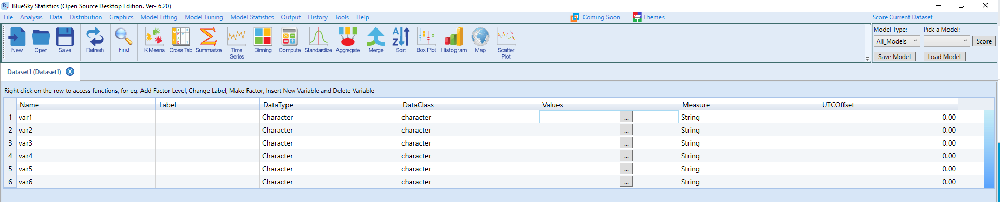 BlueSky Statistics (Open Source Desktop Edition. Ver- 6.20)
File Analysis Data Distribution Graphics Model Fitting Model Tuning Model Statistics Output History Tools Help Coming Soon Themes Score Current Dataset
Model Type: Pick a Model:
All_Models Score
Save Model Load Model
New Open Save Refresh Find K Means Cross Tab Summarize Time Series Binning Compute Standardize Aggregate Merge Sort Box Plot Histogram Map Scatter Plot
Dataset1 (Dataset1)
Right click on the row to access functions, for eg. Add Factor Level, Change Label, Make Factor, Insert New Variable and Delete Variable
Name Label DataType DataClass Values Measure UTCOffset
1 var1 Character character ... String 0.00
2 var2 Character character ... String 0.00
3 var3 Character character ... String 0.00
4 var4 Character character ... String 0.00
5 var5 Character character ... String 0.00
6 var6 Character character ... String 0.00